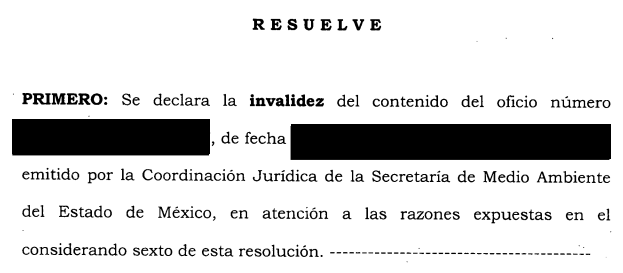 RESUELVE
PRIMERO: Se declara la invalidez del contenido del oficio número
, de fecha
emitido por la Coordinación Jurídica de la Secretaría de Medio Ambiente
del Estado de México, en atención a las razones expuestas en el
considerando sexto de esta resolución. ----------------------------------------